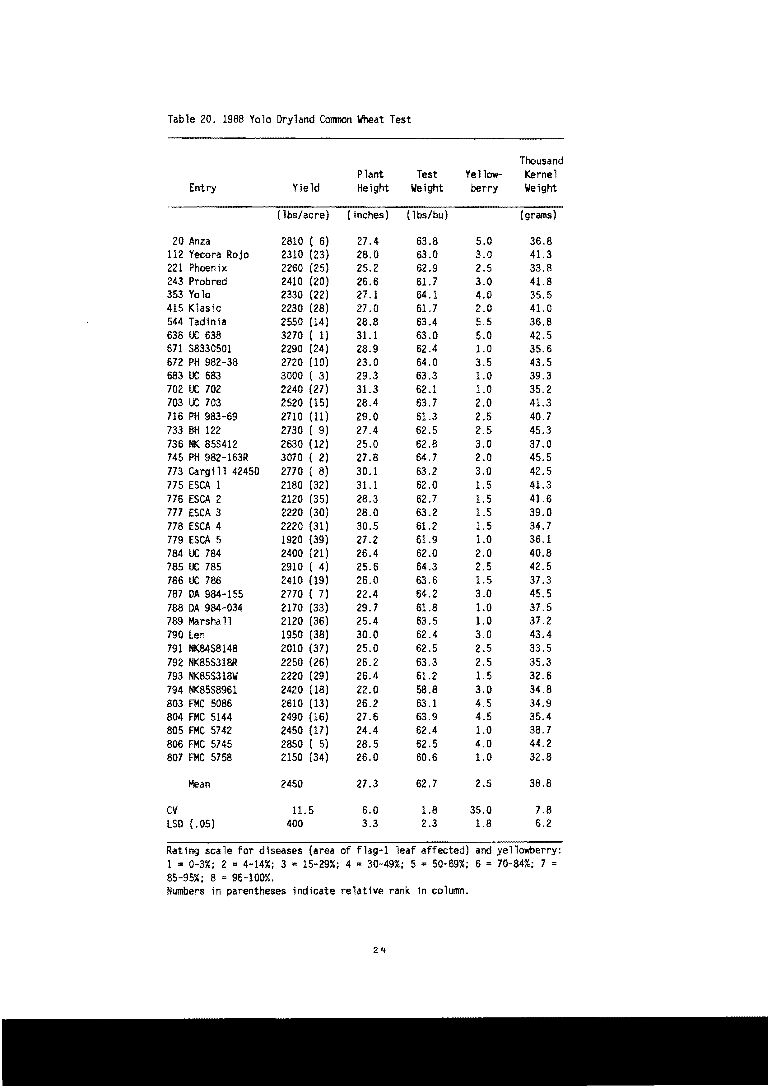 Table 20. 1988 Yolo Dryland Common Wheat Test
Thousand
Plant Test Yellow- Kernel
Entry Yield Height Weight berry Weight
(lbs/acre) (inches) (lbs/bu) (grams)
20 Anza 2810 ( 6) 27.4 63.8 5.0 36.8
112 Yecora Rojo 2310 (23) 28.0 63.0 3.0 41.3
221 Phoenix 2260 (25) 25.2 62.9 2.5 33.8
243 Probred 2410 (20) 26.6 61.7 3.0 41.8
353 Yolo 2330 (22) 27.1 64.1 4.0 35.5
415 Klasic 2230 (28) 27.0 61.7 2.0 41.0
544 Tadinia 2550 (14) 28.8 63.4 5.5 36.8
638 UC 638 3270 ( 1) 31.1 63.0 5.0 42.5
671 S8330501 2290 (24) 28.9 62.4 1.0 35.6
672 PH 982-38 2720 (10) 23.0 64.0 3.5 43.5
683 UC 683 3000 ( 3) 29.3 63.3 1.0 39.3
702 UC 702 2240 (27) 31.3 62.1 1.0 35.2
703 UC 703 2520 (15) 28.4 63.7 2.0 41.3
716 PH 983-69 2710 (11) 29.0 61.3 2.5 40.7
733 BH 122 2730 ( 9) 27.4 62.5 2.5 45.3
736 NK 85S412 2630 (12) 25.0 62.8 3.0 37.0
745 PH 982-163R 3070 ( 2) 27.8 64.7 2.0 45.5
773 Cargill 4245D 2770 ( 8) 30.1 63.2 3.0 42.5
775 ESCA 1 2180 (32) 31.1 62.0 1.5 41.3
776 ESCA 2 2120 (35) 28.3 62.7 1.5 41.6
777 ESCA 3 2220 (30) 28.0 63.2 1.5 39.0
778 ESCA 4 2220 (31) 30.5 61.2 1.5 34.7
779 ESCA 5 1920 (39) 27.2 61.9 1.0 36.1
784 UC 784 2400 (21) 26.4 62.0 2.0 40.8
785 UC 785 2910 ( 4) 25.6 64.3 2.5 42.5
786 UC 786 2410 (19) 26.0 63.6 1.5 37.3
787 DA 984-155 2770 ( 7) 22.4 64.2 3.0 45.5
788 DA 984-034 2170 (33) 29.7 61.8 1.0 37.5
789 Marshall 2120 (36) 25.4 63.5 1.0 37.2
790 Len 1950 (38) 30.0 62.4 3.0 43.4
791 NK84S8148 2010 (37) 25.0 62.5 2.5 33.5
792 NK85S318R 2250 (26) 26.2 63.3 2.5 35.3
793 NK85S318W 2220 (29) 26.4 61.2 1.5 32.6
794 NK85S8961 2420 (18) 22.0 58.8 3.0 34.8
803 FMC 5086 2610 (13) 26.2 63.1 4.5 34.9
804 FMC 5144 2490 (16) 27.6 63.9 4.5 35.4
805 FMC 5742 2450 (17) 24.4 62.4 1.0 38.7
806 FMC 5745 2850 ( 5) 28.5 62.5 4.0 44.2
807 FMC 5758 2150 (34) 26.0 60.6 1.0 32.8
Mean 2450 27.3 62.7 2.5 38.8
CV 11.5 6.0 1.8 35.0 7.8
LSD (.05) 400 3.3 2.3 1.8 6.2
Rating scale for diseases (area of flag-1 leaf affected) and yellowberry:
1 = 0-3%; 2 = 4-14%; 3 = 15-29%; 4 = 30-49%; 5 = 50-69%; 6 = 70-84%; 7 =
85-95%; 8 = 96-100%.
Numbers in parentheses indicate relative rank in column.
24